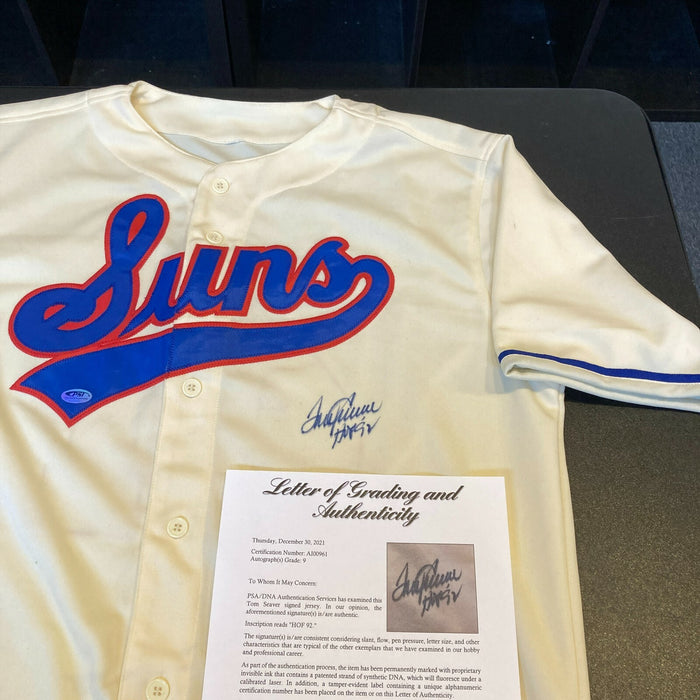 Suns
PSA
Tom Seaver
HOF 92
Letter of Grading and
Authenticity
Thursday, December 30, 2021
Certification Number: AI00961
Autograph(s) Grade: 9
Tom Seaver
HOF 92
To Whom It May Concern:
PSA/DNA Authentication Services has examined this
Tom Seaver signed jersey. In our opinion, the
aforementioned signature(s) is/are authentic.
Inscription reads "HOF 92."
The signature(s) is/are consistent considering slant, flow, pen pressure, letter size, and other
characteristics that are typical of the other exemplars that we have examined in our hobby
and professional career.
As part of the authentication process, the item has been permanently marked with proprietary
invisible ink that contains a patented strand of synthetic DNA, which will fluoresce under a
calibrated laser. In addition, a tamper-evident label containing a unique alphanumeric
certification number has been placed on the item or on this Letter of Authenticity.